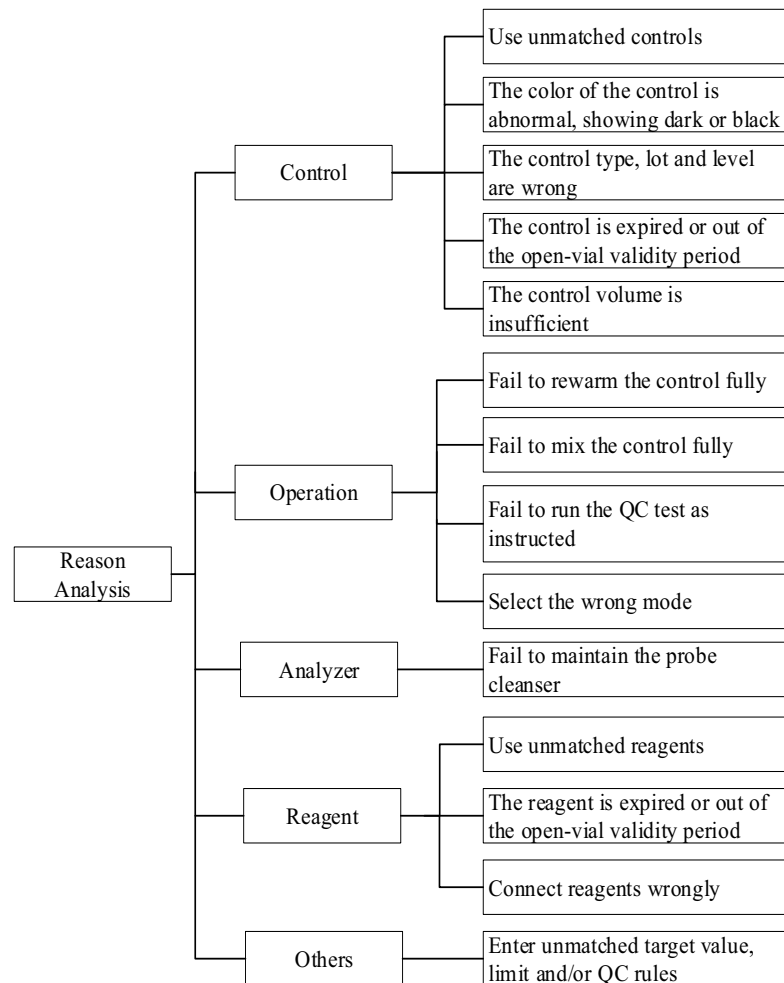 Reason
Analysis
Control
Use unmatched controls
The color of the control is
abnormal, showing dark or black
The control type, lot and level
are wrong
The control is expired or out of
the open-vial validity period
The control volume is
insufficient
Operation
Fail to rewarm the control fully
Fail to mix the control fully
Fail to run the QC test as
instructed
Select the wrong mode
Analyzer
Fail to maintain the probe
cleanser
Reagent
Use unmatched reagents
The reagent is expired or out of
the open-vial validity period
Connect reagents wrongly
Others
Enter unmatched target value,
limit and/or QC rules